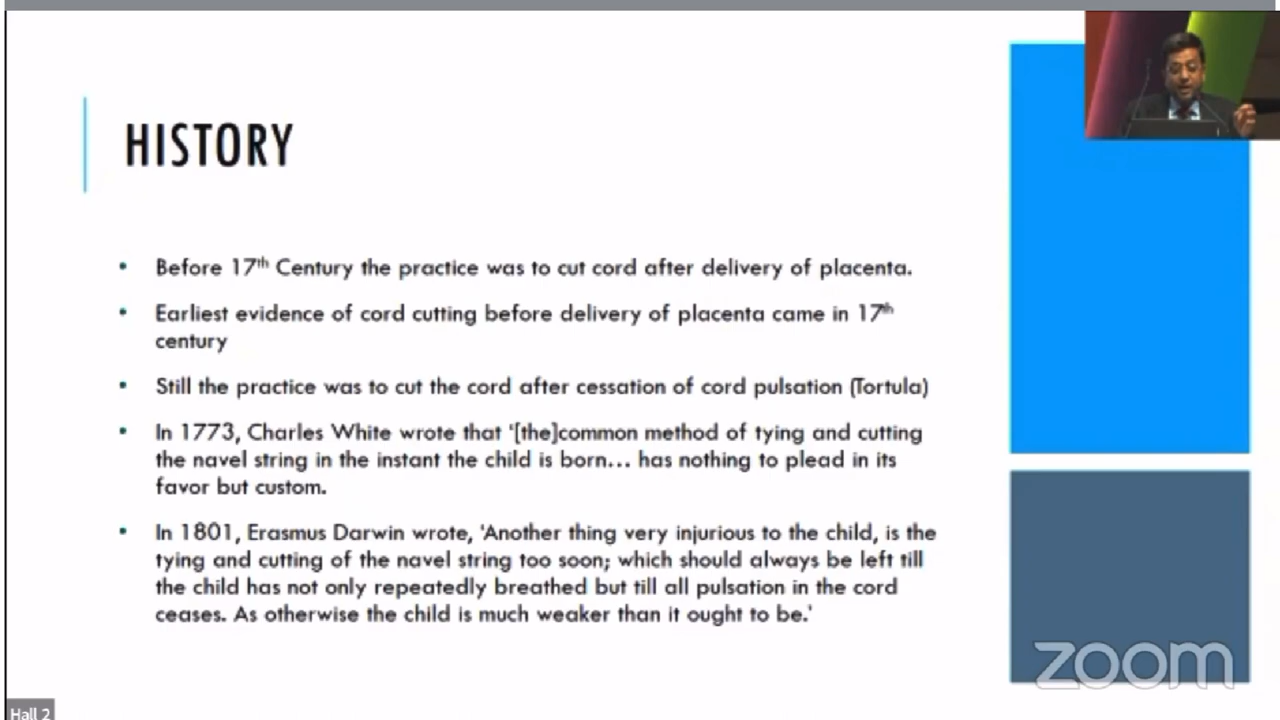 HISTORY
• Before 17th Century the practice was to cut cord after delivery of placenta.
• Earliest evidence of cord cutting before delivery of placenta came in 17th
century
• Still the practice was to cut the cord after cessation of cord pulsation (Tortula)
• In 1773, Charles White wrote that '[the]common method of tying and cutting
the navel string in the instant the child is born... has nothing to plead in its
favor but custom.
• In 1801, Erasmus Darwin wrote, 'Another thing very injurious to the child, is the
tying and cutting of the navel string too soon; which should always be left till
the child has not only repeatedly breathed but till all pulsation in the cord
ceases. As otherwise the child is much weaker than it ought to be.'
zoom
Hall 2